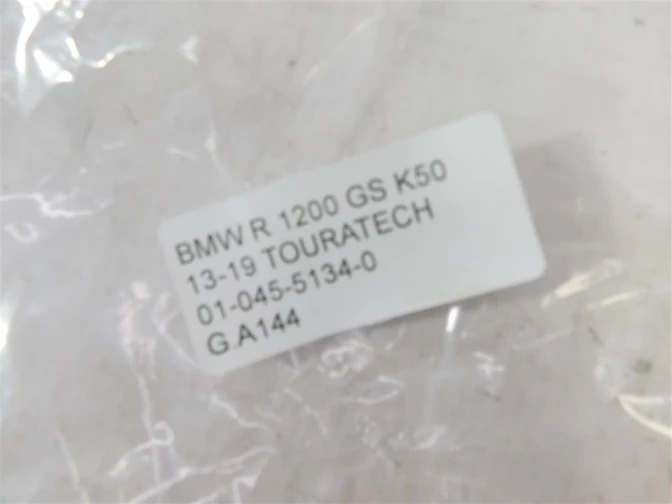 BMW R 1200 GS K50
13-19 TOURATECH
01-045-5134-0
G.A144